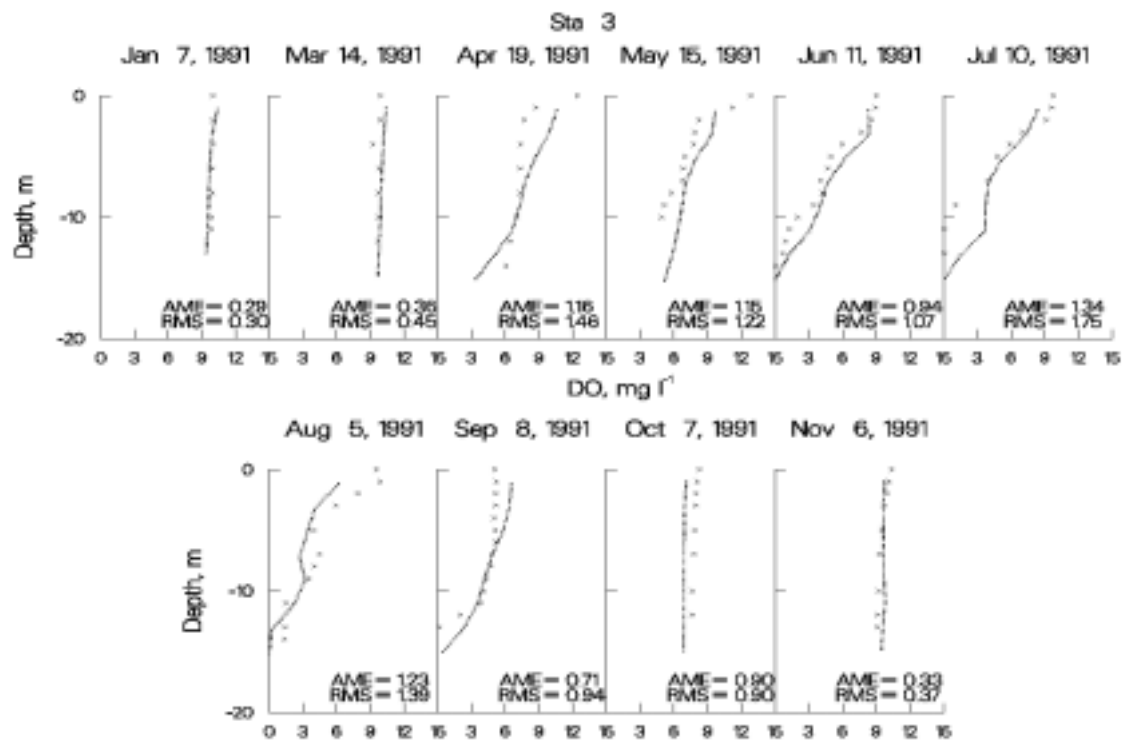 Sta 3
Jan 7, 1991 Mar 14, 1991 Apr 19, 1991 May 15, 1991 Jun 11, 1991 Jul 10, 1991
0
-10
-20
Depth, m
AME = 0.29 AME = 0.36 AME = 1.16 AME = 1.15 AME = 0.94 AME = 1.34
RMS = 0.30 RMS = 0.45 RMS = 1.46 RMS = 1.22 RMS = 1.07 RMS = 1.75
0 3 6 9 12 15 3 6 9 12 15 3 6 9 12 15 3 6 9 12 15 3 6 9 12 15 3 6 9 12 15
DO, mg l⁻¹
Aug 5, 1991 Sep 8, 1991 Oct 7, 1991 Nov 6, 1991
0
-10
-20
Depth, m
AME = 1.23 AME = 0.71 AME = 0.90 AME = 0.33
RMS = 1.39 RMS = 0.94 RMS = 0.90 RMS = 0.37
0 3 6 9 12 15 3 6 9 12 15 3 6 9 12 15 3 6 9 12 15